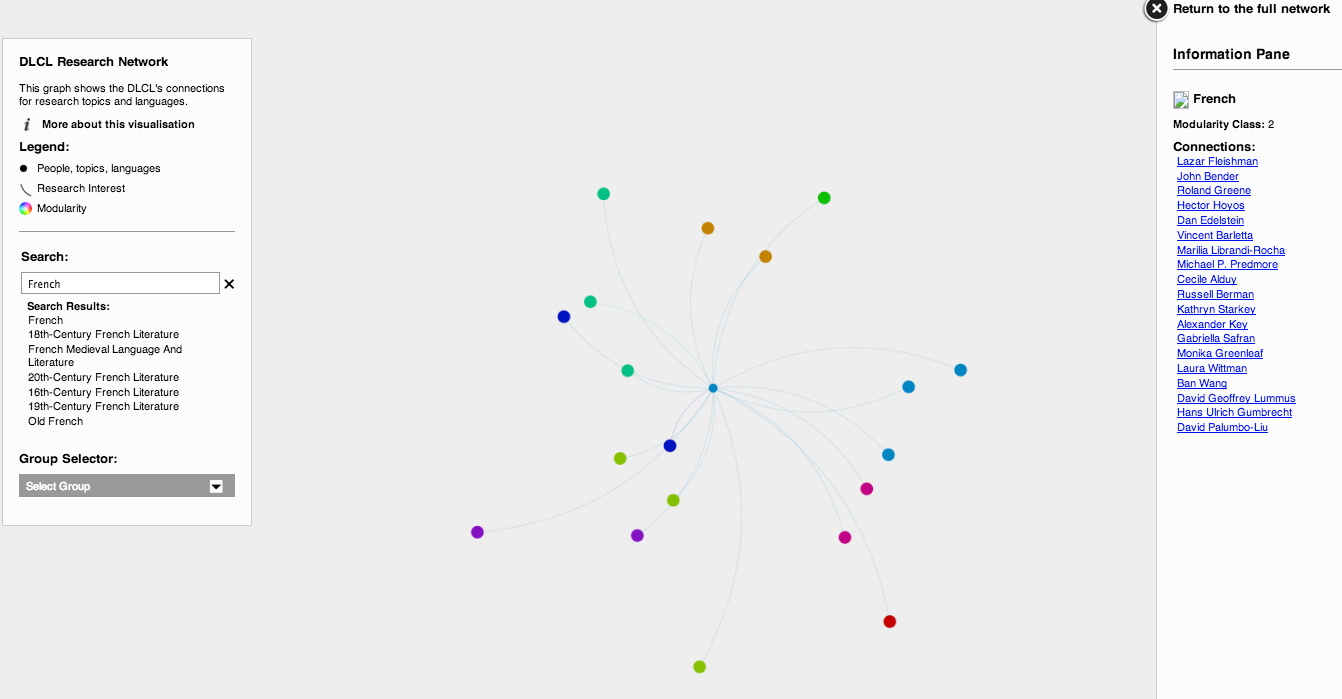 DLCL Research Network
This graph shows the DLCL's connections
for research topics and languages.
More about this visualisation
Legend:
People, topics, languages
Research Interest
Modularity
Search:
French
Search Results:
French
18th-Century French Literature
French Medieval Language And
Literature
20th-Century French Literature
16th-Century French Literature
19th-Century French Literature
Old French
Group Selector:
Select Group
Return to the full network
Information Pane
French
Modularity Class: 2
Connections:
Lazar Fleishman
John Bender
Roland Greene
Hector Hoyos
Dan Edelstein
Vincent Barletta
Marilia Librandi-Rocha
Michael P. Predmore
Cecile Alduy
Russell Berman
Kathryn Starkey
Alexander Key
Gabriella Safran
Monika Greenleaf
Laura Wittman
Ban Wang
David Geoffrey Lummus
Hans Ulrich Gumbrecht
David Palumbo-Liu